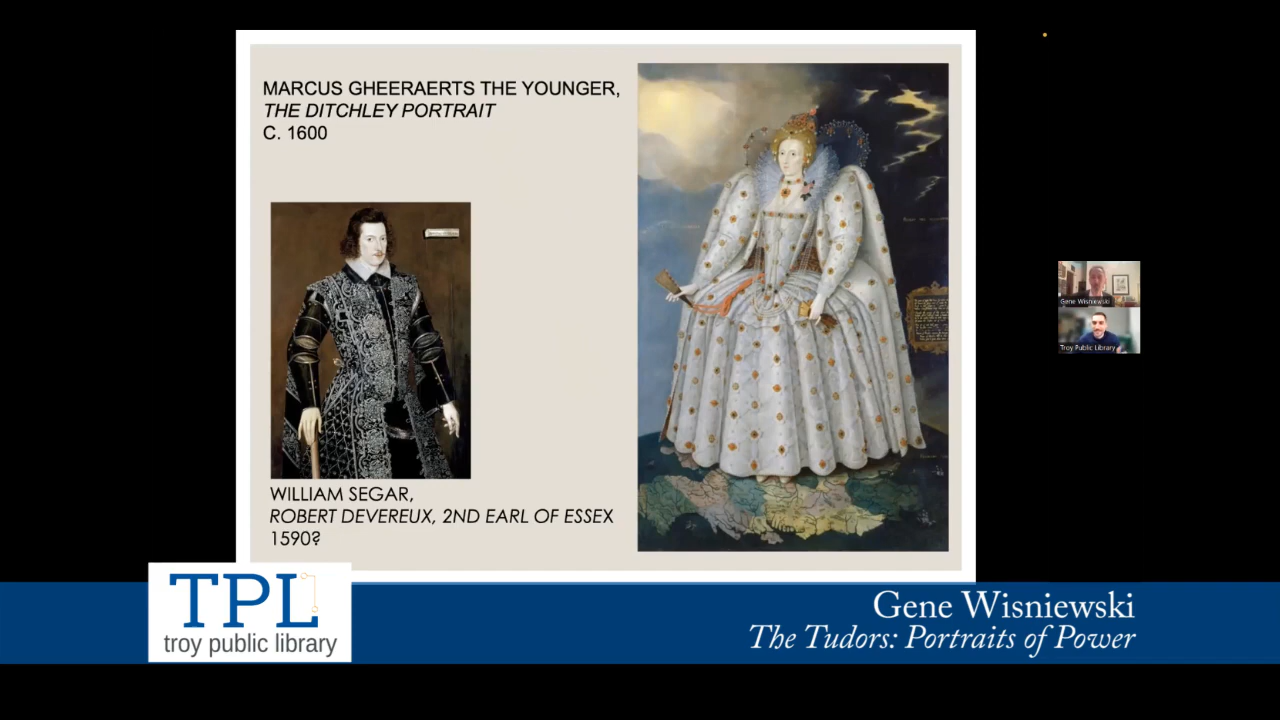 MARCUS GHEERAERTS THE YOUNGER,
THE DITCHLEY PORTRAIT
C. 1600
WILLIAM SEGAR,
ROBERT DEVEREUX, 2ND EARL OF ESSEX
1590?
Gene Wisniewski
Troy Public Library
TPL
troy public library
Gene Wisniewski
The Tudors: Portraits of Power